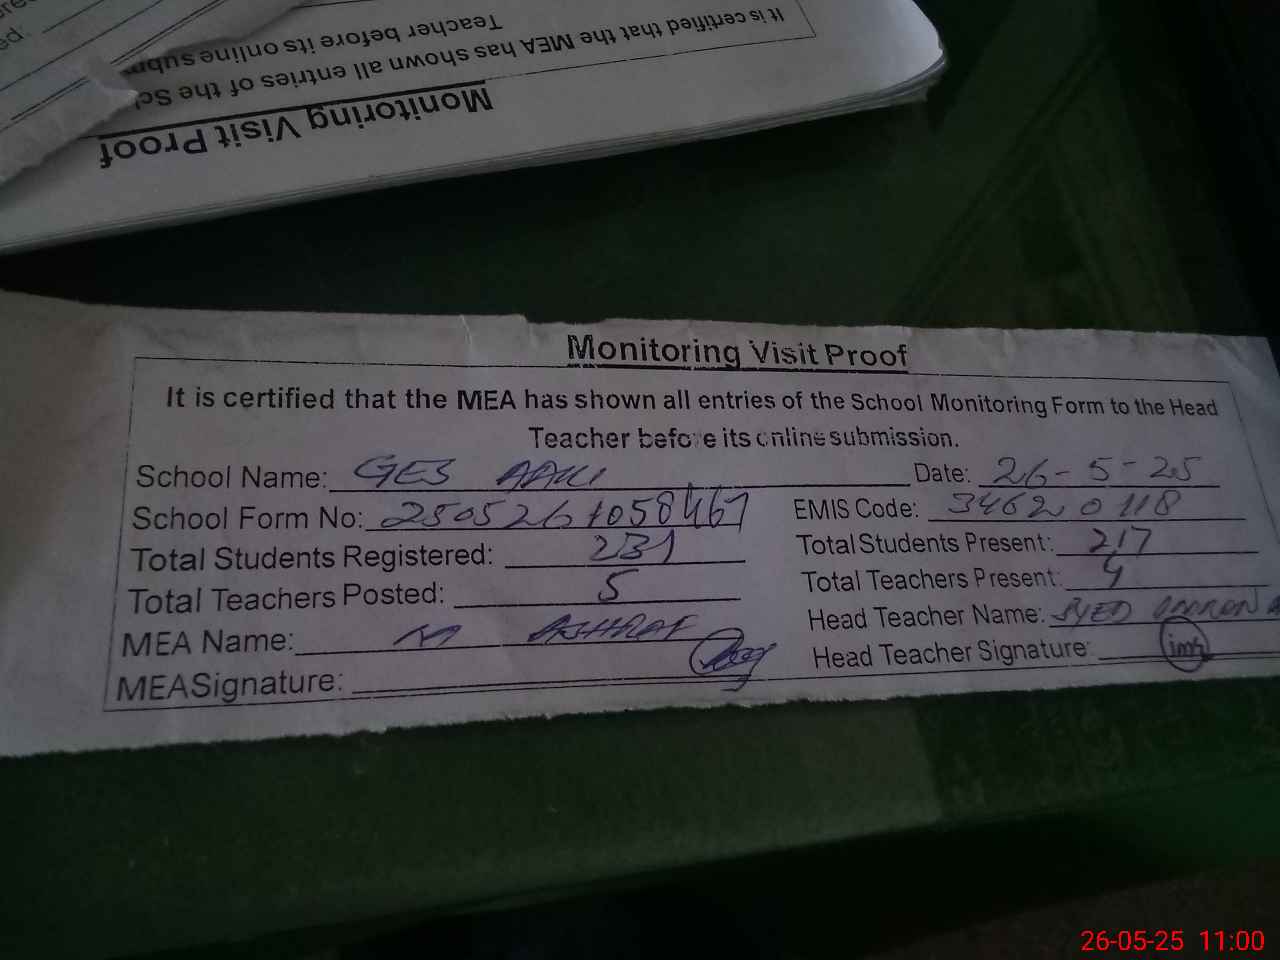 It is certified that the MEA has shown all entries of the Sc
Teacher before its online subm
Monitoring Visit Proof
Monitoring Visit Proof
It is certified that the MEA has shown all entries of the School Monitoring Form to the Head
Teacher before its online submission.
School Name: GES Date: 26-5-25
School Form No: EMIS Code: 34620118
Total Students Registered: 231 Total Students Present: 217
Total Teachers Posted: 5 Total Teachers Present: 4
MEA Name: M ASHRAF Head Teacher Name: SYED
MEASignature: Head Teacher Signature:
26-05-25 11:00